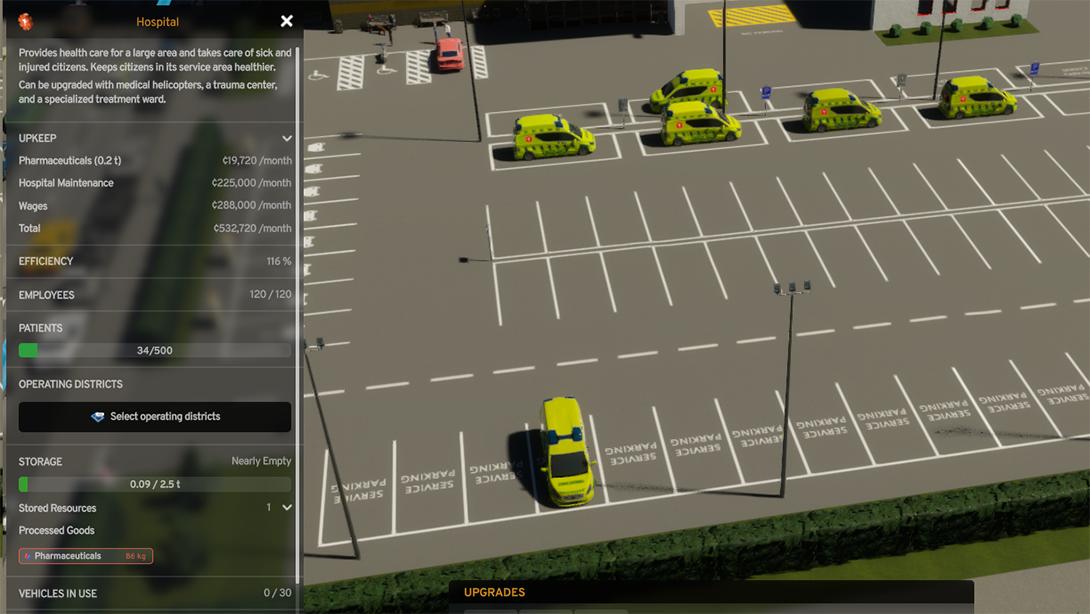 Hospital
Provides health care for a large area and takes care of sick and
injured citizens. Keeps citizens in its service area healthier.
Can be upgraded with medical helicopters, a trauma center,
and a specialized treatment ward.
UPKEEP
Pharmaceuticals (0.2 t) ¢19,720 /month
Hospital Maintenance ¢225,000 /month
Wages ¢288,000 /month
Total ¢532,720 /month
EFFICIENCY 116 %
EMPLOYEES 120 / 120
PATIENTS
34/500
OPERATING DISTRICTS
Select operating districts
STORAGE Nearly Empty
0.09 / 2.5 t
Stored Resources 1
Processed Goods
Pharmaceuticals 86 kg
VEHICLES IN USE 0 / 30
UPGRADES
NO PARKING
SERVICE PARKING
SERVICE PARKING
SERVICE PARKING
SERVICE PARKING
SERVICE PARKING
SERVICE PARKING
SERVICE PARKING
SERVICE PARKING
SERVICE PARKING
SERVICE PARKING
SERVICE PARKING